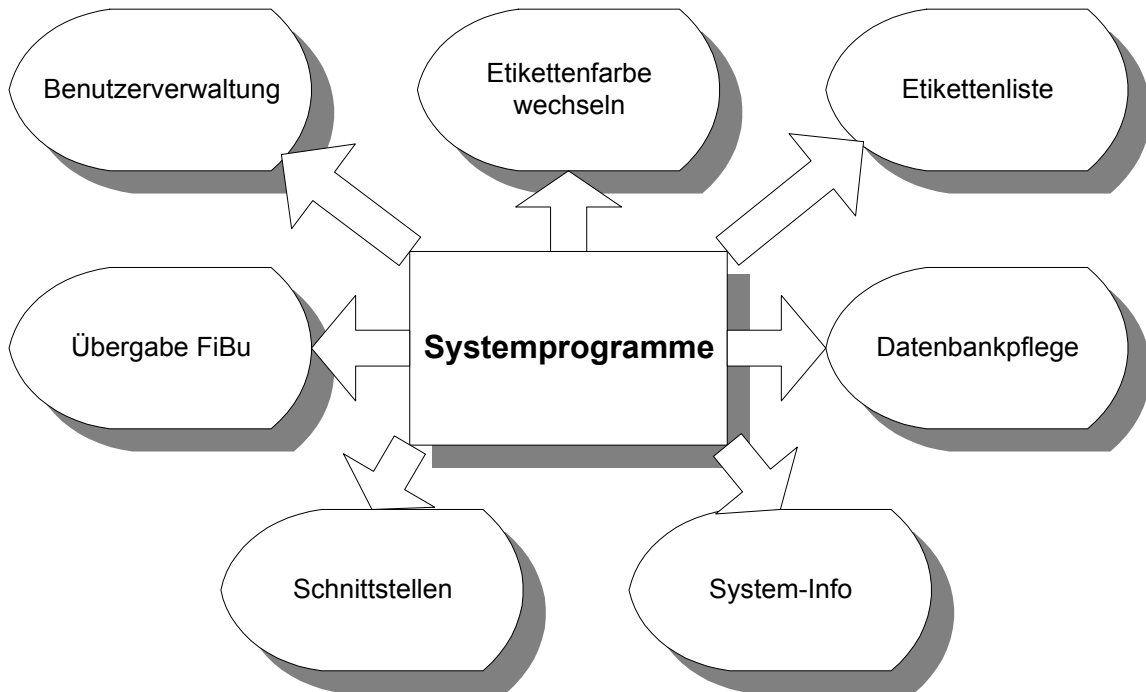 Benutzerverwaltung
Etikettenfarbe
wechseln
Etikettenliste
Übergabe FiBu
Systemprogramme
Datenbankpflege
Schnittstellen
System-Info